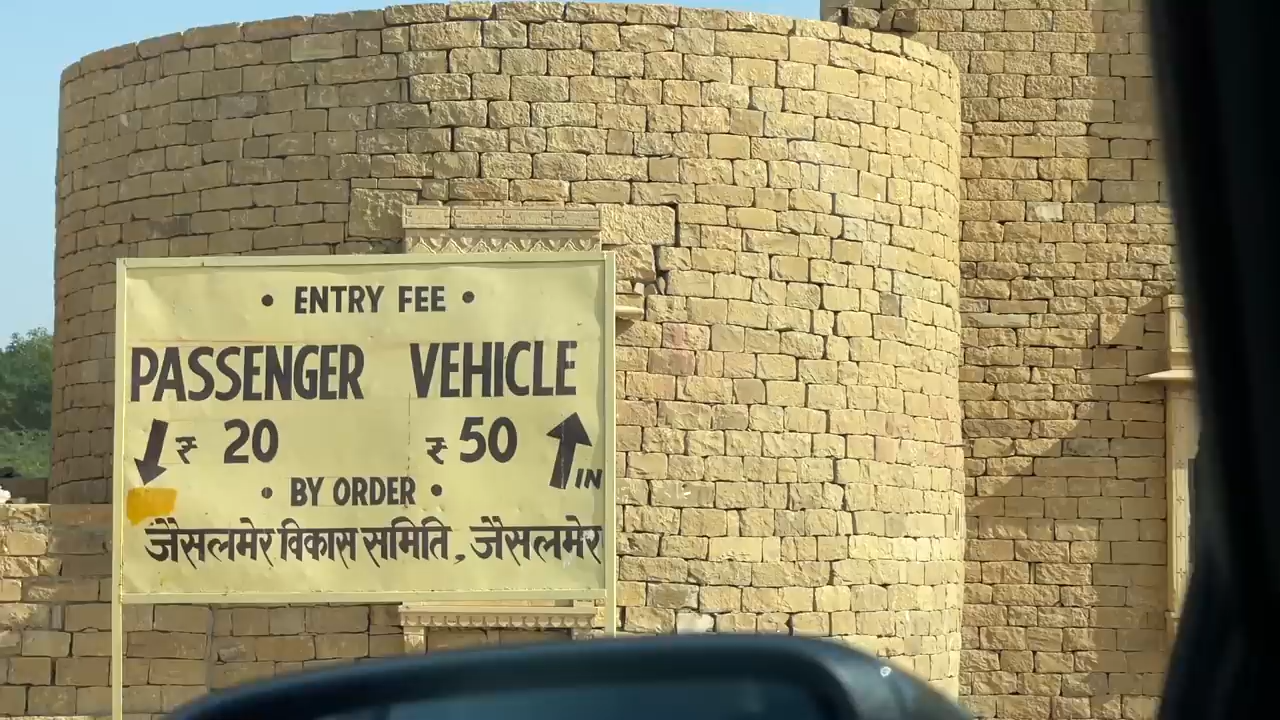 • ENTRY FEE •
PASSENGER VEHICLE
₹ 20 ₹ 50 IN
• BY ORDER •
जैसलमेर विकास समिति, जैसलमेर